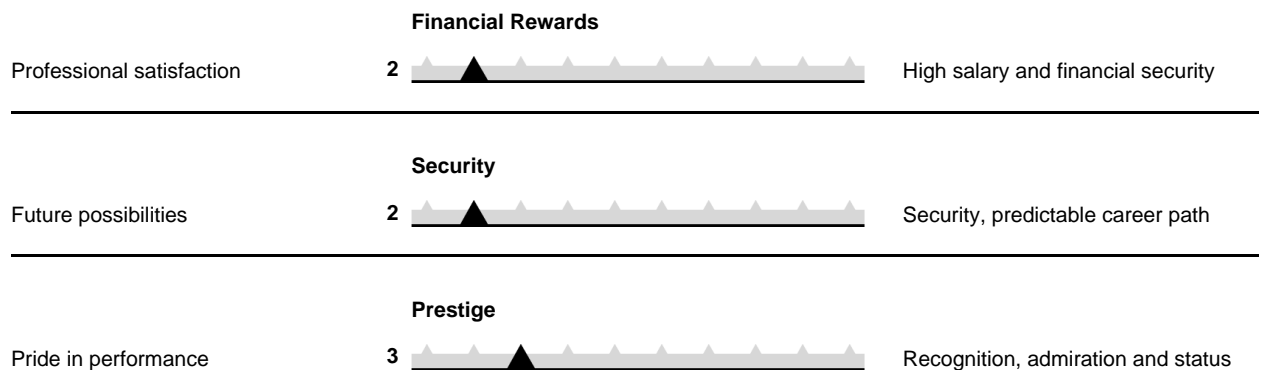 Financial Rewards
Professional satisfaction 2 High salary and financial security
Security
Future possibilities 2 Security, predictable career path
Prestige
Pride in performance 3 Recognition, admiration and status